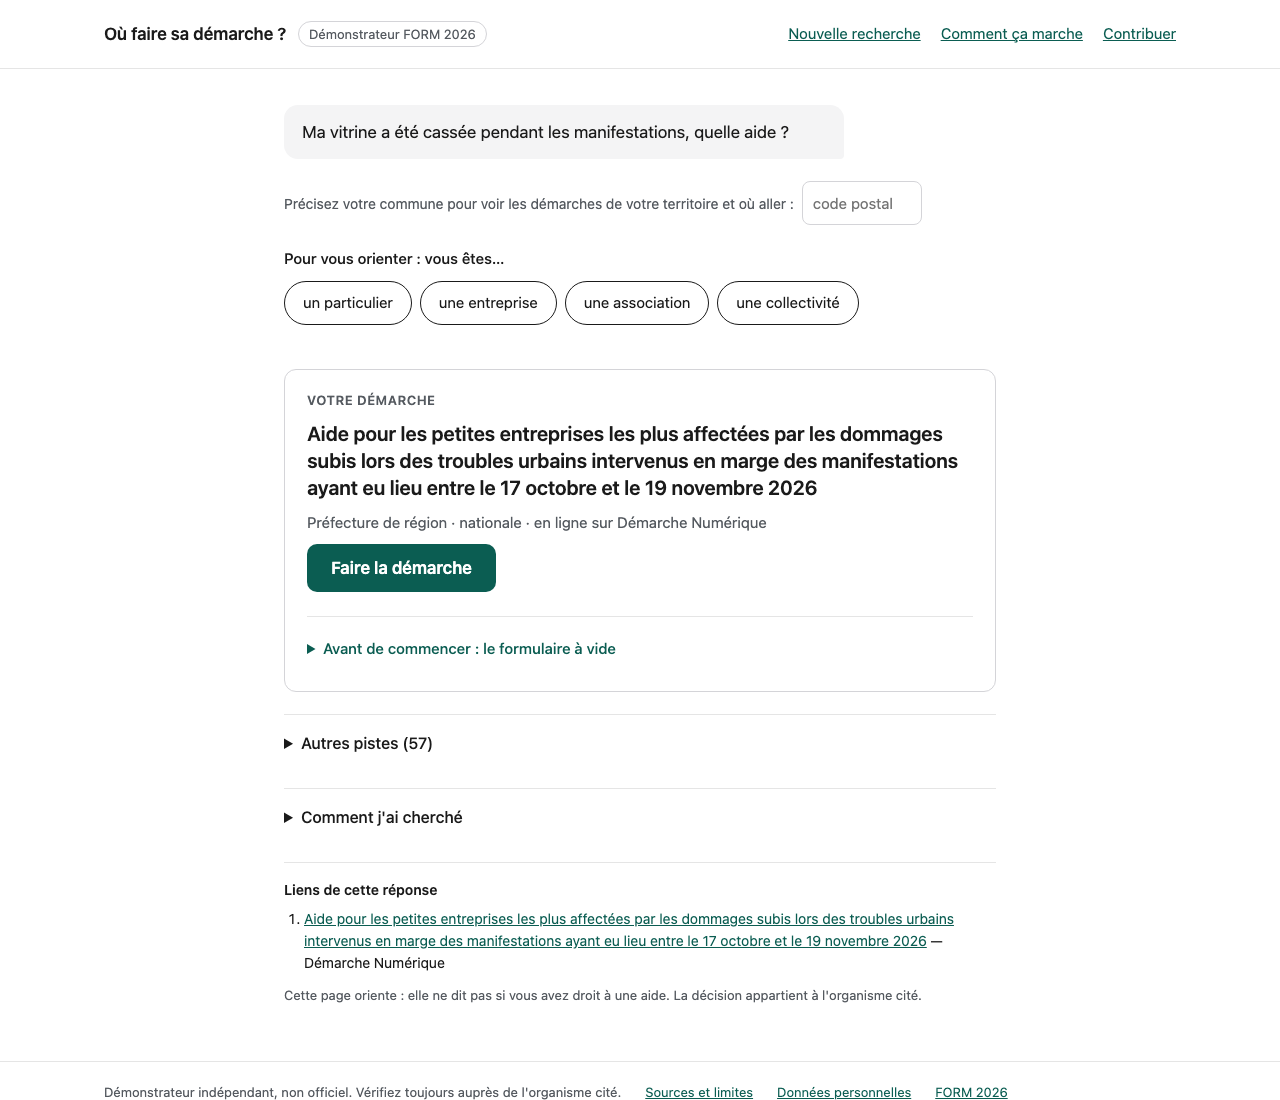 Où faire sa démarche ?
Démonstrateur FORM 2026
Nouvelle recherche
Comment ça marche
Contribuer
Ma vitrine a été cassée pendant les manifestations, quelle aide ?
Précisez votre commune pour voir les démarches de votre territoire et où aller :
code postal
Pour vous orienter : vous êtes...
un particulier
une entreprise
une association
une collectivité
VOTRE DÉMARCHE
Aide pour les petites entreprises les plus affectées par les dommages
subis lors des troubles urbains intervenus en marge des manifestations
ayant eu lieu entre le 17 octobre et le 19 novembre 2026
Préfecture de région · nationale · en ligne sur Démarche Numérique
Faire la démarche
Avant de commencer : le formulaire à vide
Autres pistes (57)
Comment j'ai cherché
Liens de cette réponse
1. Aide pour les petites entreprises les plus affectées par les dommages subis lors des troubles urbains
intervenus en marge des manifestations ayant eu lieu entre le 17 octobre et le 19 novembre 2026 —
Démarche Numérique
Cette page oriente : elle ne dit pas si vous avez droit à une aide. La décision appartient à l'organisme cité.
Démonstrateur indépendant, non officiel. Vérifiez toujours auprès de l'organisme cité.
Sources et limites
Données personnelles
FORM 2026